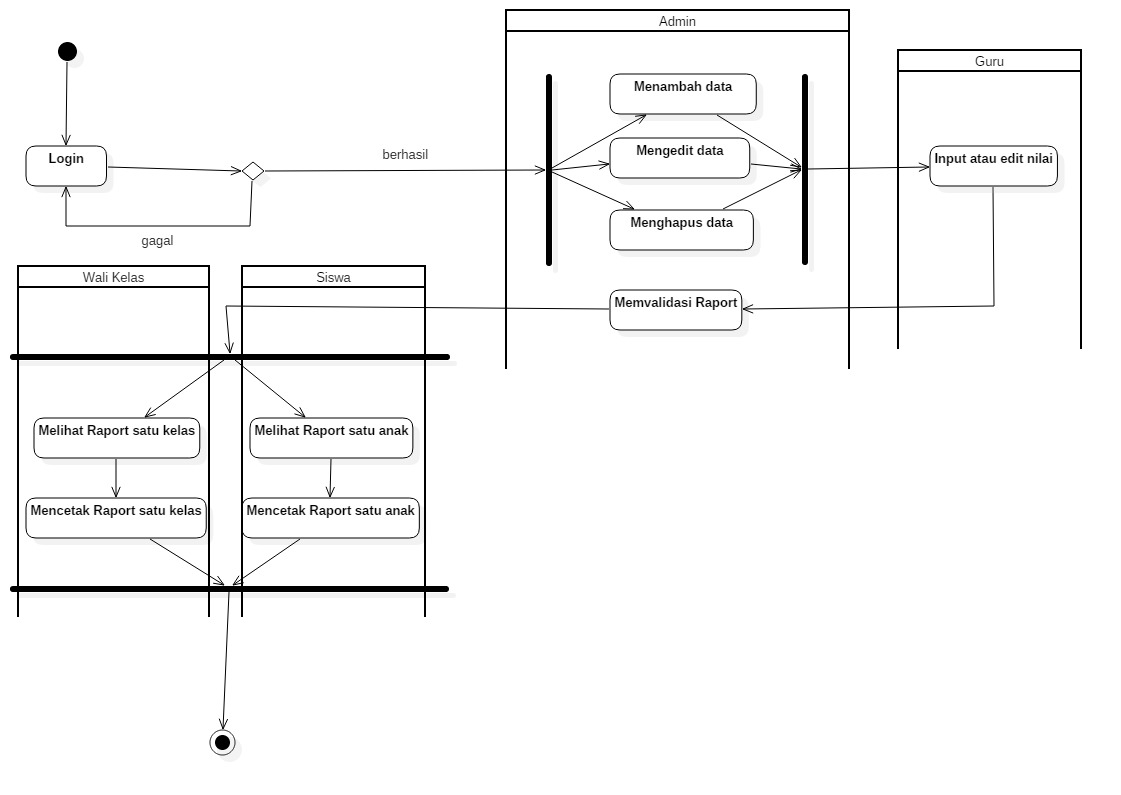 Admin
Guru
Menambah data
Login
berhasil
Mengedit data
Input atau edit nilai
Menghapus data
gagal
Wali Kelas
Siswa
Memvalidasi Raport
Melihat Raport satu kelas
Melihat Raport satu anak
Mencetak Raport satu kelas
Mencetak Raport satu anak